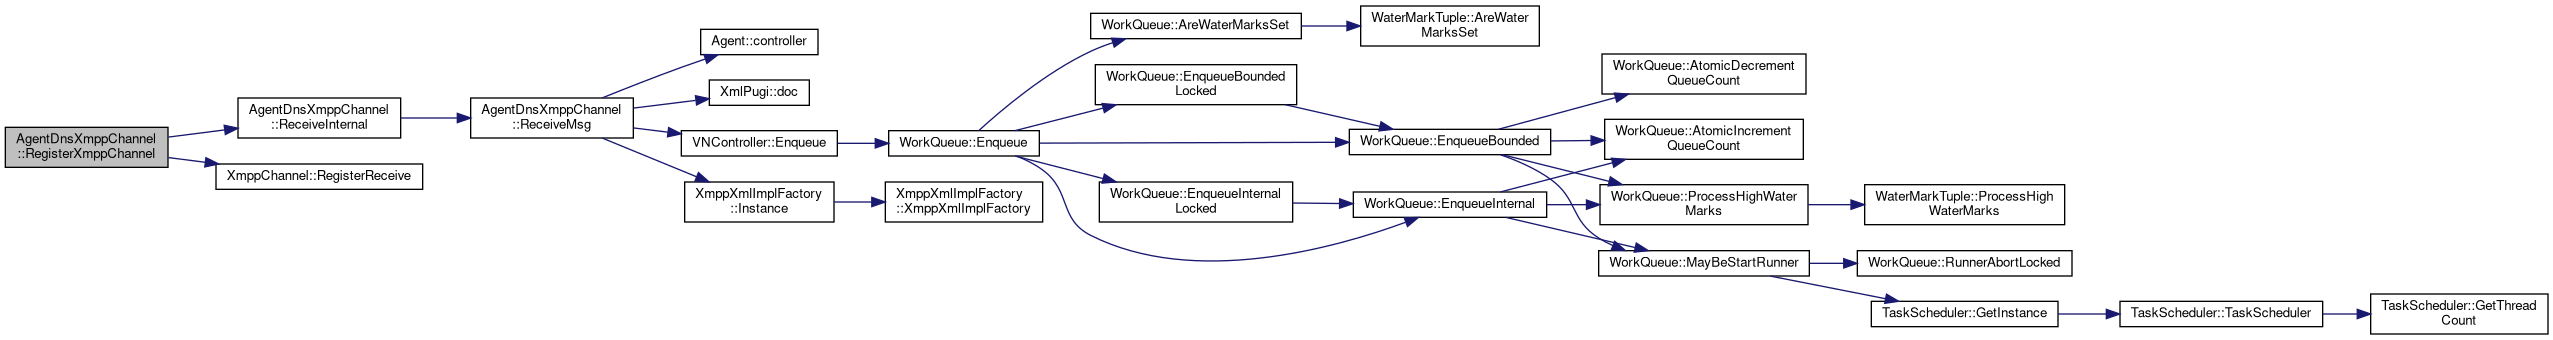 AgentDnsXmppChannel
::RegisterXmppChannel
AgentDnsXmppChannel
::ReceiveInternal
XmppChannel::RegisterReceive
AgentDnsXmppChannel
::ReceiveMsg
Agent::controller
XmlPugi::doc
VNController::Enqueue
XmppXmlImplFactory
::Instance
WorkQueue::Enqueue
XmppXmlImplFactory
::XmppXmlImplFactory
WorkQueue::AreWaterMarksSet
WorkQueue::EnqueueBounded
Locked
WorkQueue::EnqueueInternal
Locked
WaterMarkTuple::AreWater
MarksSet
WorkQueue::EnqueueBounded
WorkQueue::EnqueueInternal
WorkQueue::AtomicDecrement
QueueCount
WorkQueue::AtomicIncrement
QueueCount
WorkQueue::ProcessHighWater
Marks
WorkQueue::MayBeStartRunner
WaterMarkTuple::ProcessHigh
WaterMarks
WorkQueue::RunnerAbortLocked
TaskScheduler::GetInstance
TaskScheduler::TaskScheduler
TaskScheduler::GetThread
Count